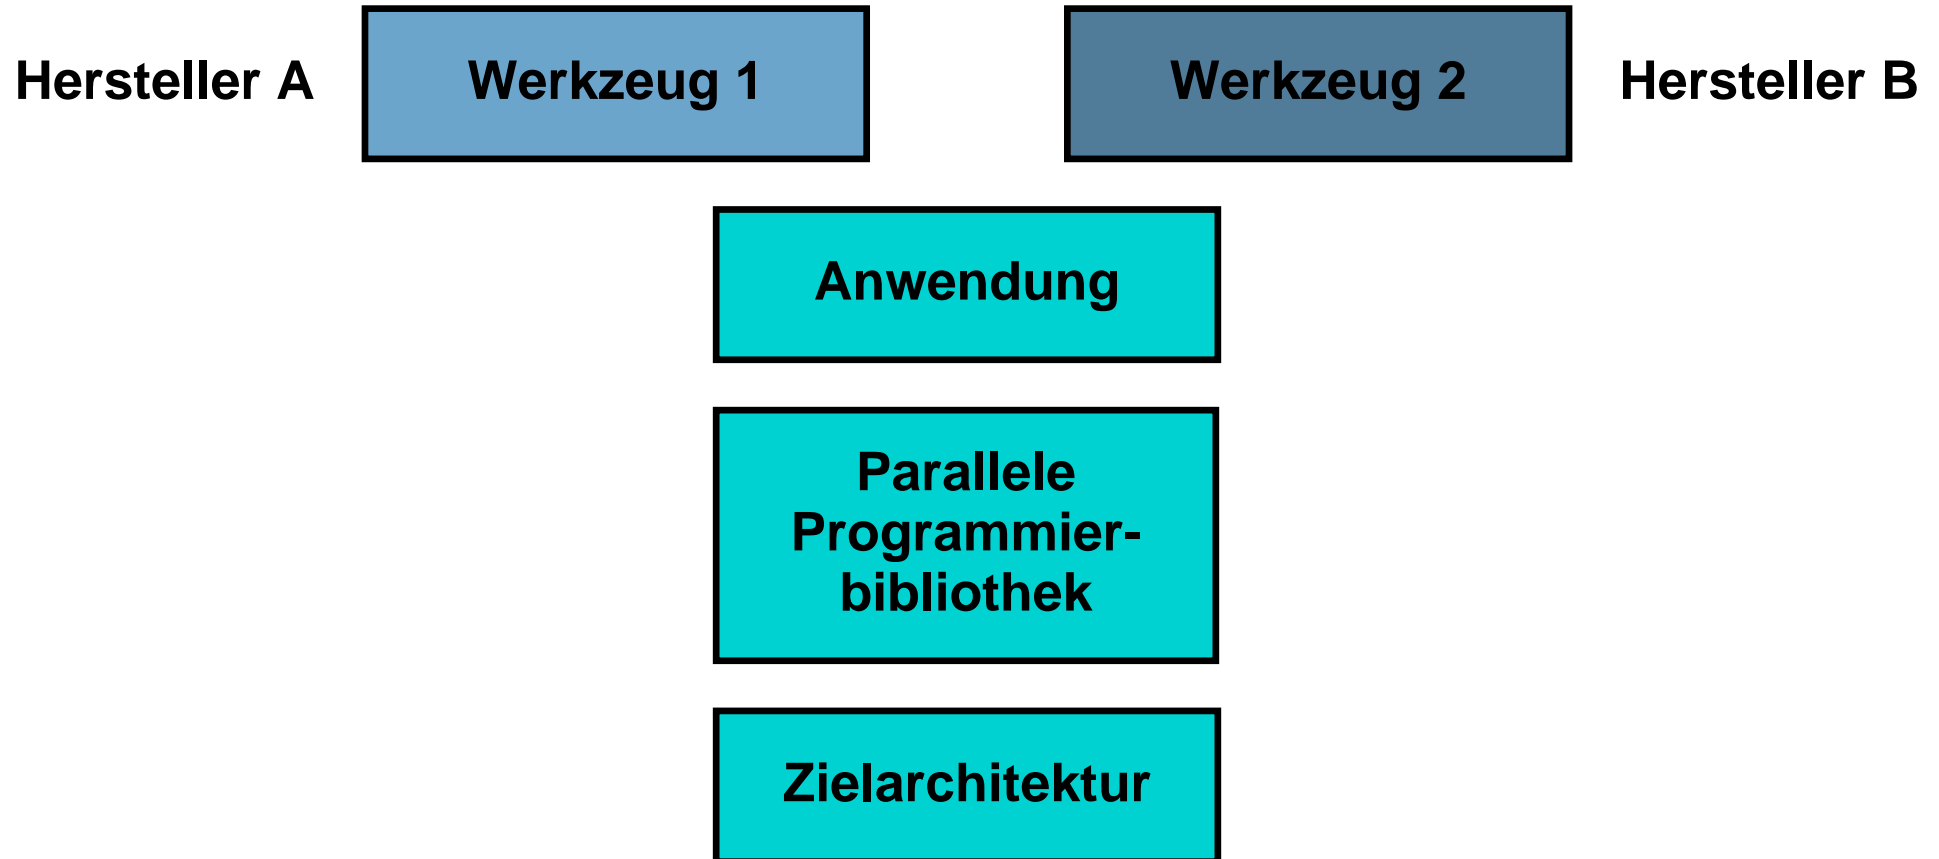 Hersteller A
Werkzeug 1
Werkzeug 2
Hersteller B
Anwendung
Parallele
Programmier-
bibliothek
Zielarchitektur